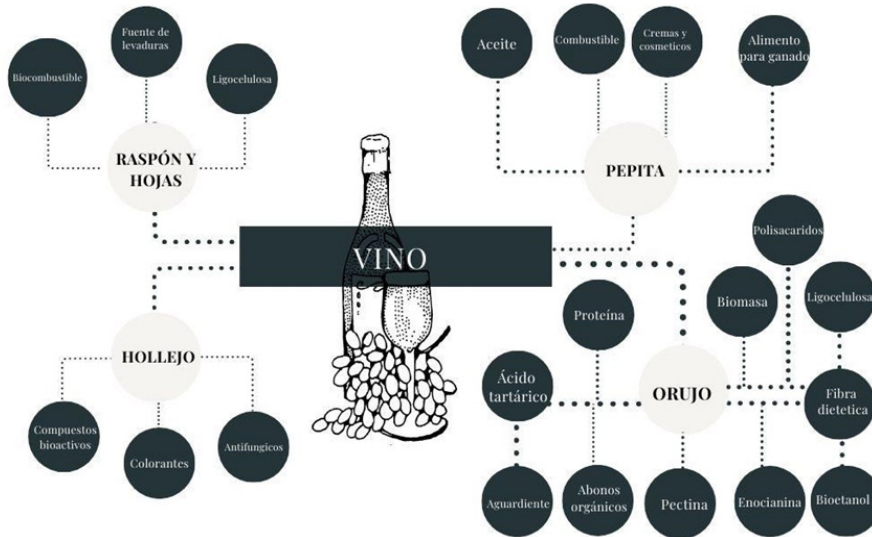 Fuente de
levaduras
Biocombustible
Ligocelulosa
RASPÓN Y
HOJAS
Aceite
Combustible
Cremas y
cosmeticos
Alimento
para ganado
PEPITA
VINO
HOLLEJO
Compuestos
bioactivos
Colorantes
Antifungicos
Polisacaridos
Proteína
Biomasa
Ligocelulosa
Ácido
tartárico
ORUJO
Fibra
dietetica
Aguardiente
Abonos
orgánicos
Pectina
Enocianina
Bioetanol